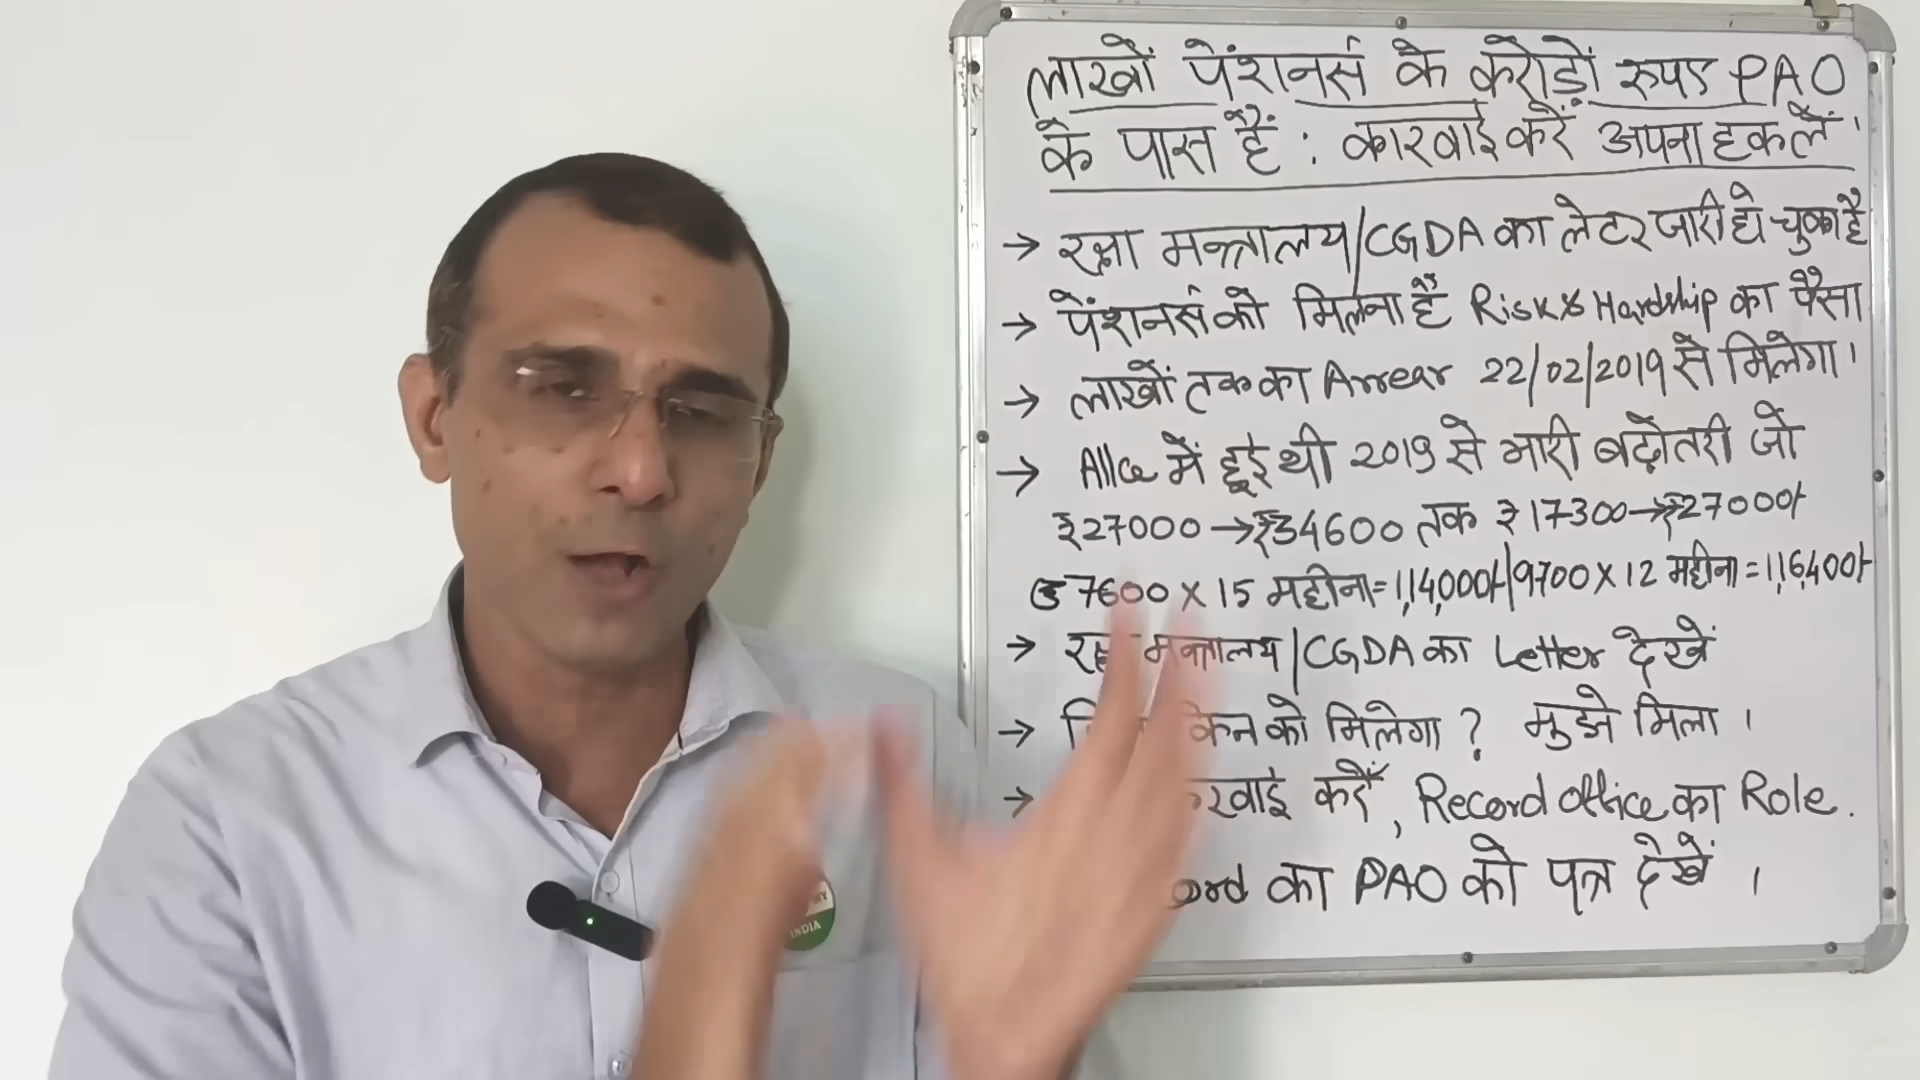 लाखों पेंशनर्स के करोड़ों रुपए PAO
के पास हैं : कारवाई करें अपना हक लें।
→ रक्षा मन्त्रालय/CGDA का लेटर जारी हो चुका है
→ पेंशनर्स को मिलना है Risk & Hardship का पैसा
→ लाखों तक का Arrear 22/02/2019 से मिलेगा।
→ Allce में हुई थी 2019 से भारी बढ़ोतरी जो
₹27000→₹34600 तक ₹17300→₹27000/-
7600 X 15 महीना=1,14,000/-|9700 X 12 महीना=1,16,400/-
→ मन्त्रालय/CGDA का Letter देखें
→ को मिलेगा? मुझे मिला।
→ करें, Record office का Role.
का PAO को पत्र देखें।
INDIA